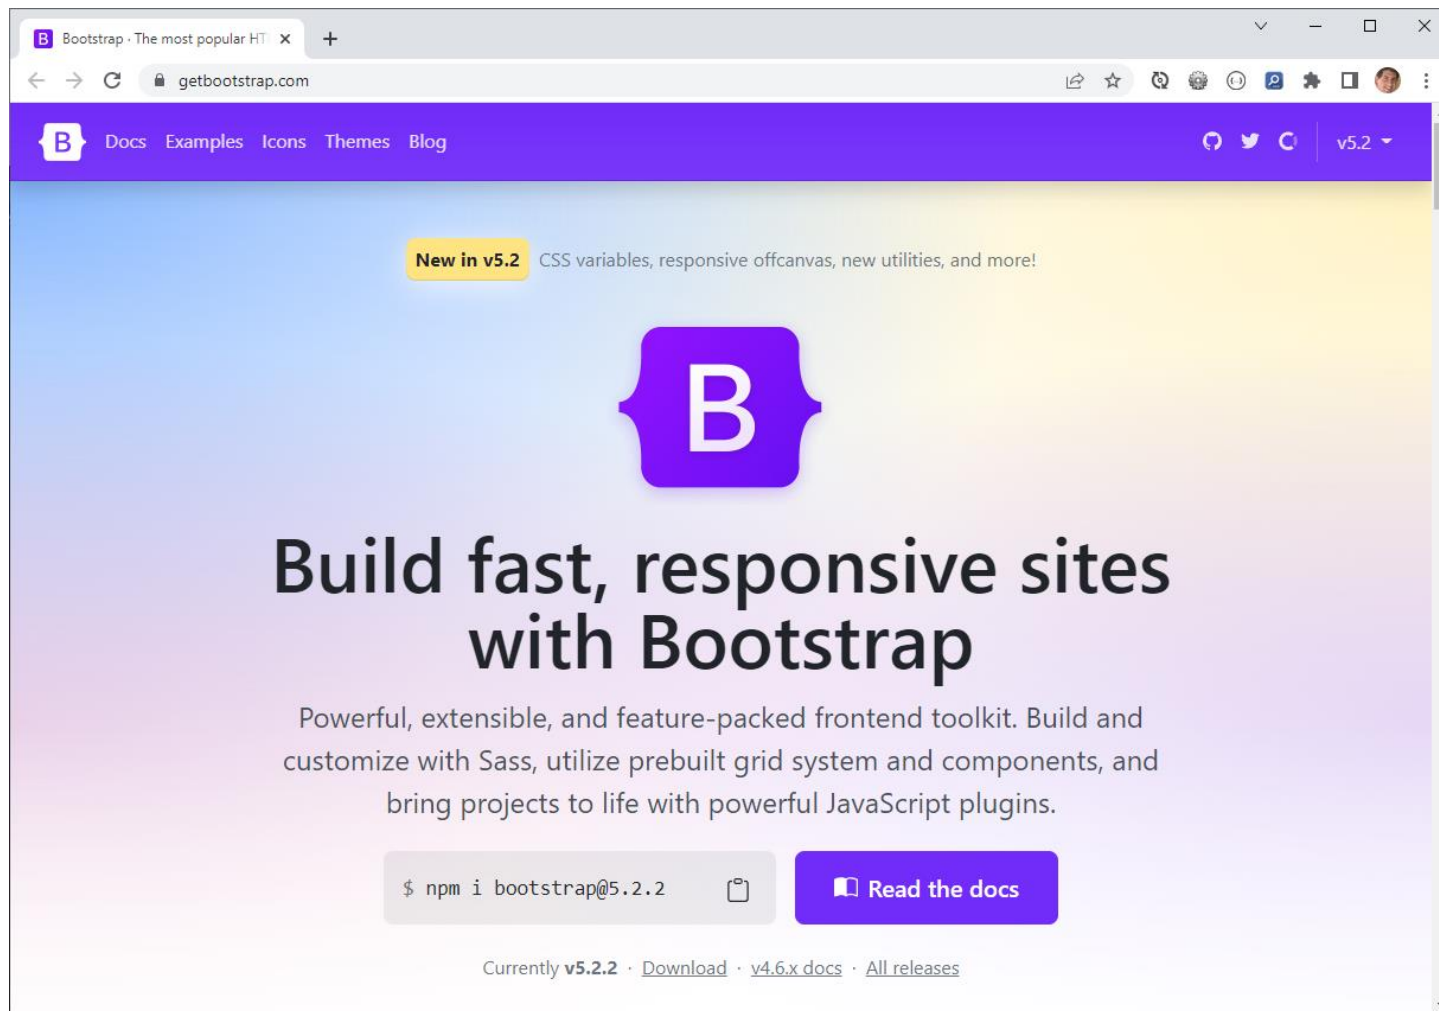 B Bootstrap · The most popular HT
getbootstrap.com
B Docs Examples Icons Themes Blog v5.2
New in v5.2 CSS variables, responsive offcanvas, new utilities, and more!
B
Build fast, responsive sites
with Bootstrap
Powerful, extensible, and feature-packed frontend toolkit. Build and
customize with Sass, utilize prebuilt grid system and components, and
bring projects to life with powerful JavaScript plugins.
$ npm i bootstrap@5.2.2 Read the docs
Currently v5.2.2 · Download · v4.6.x docs · All releases